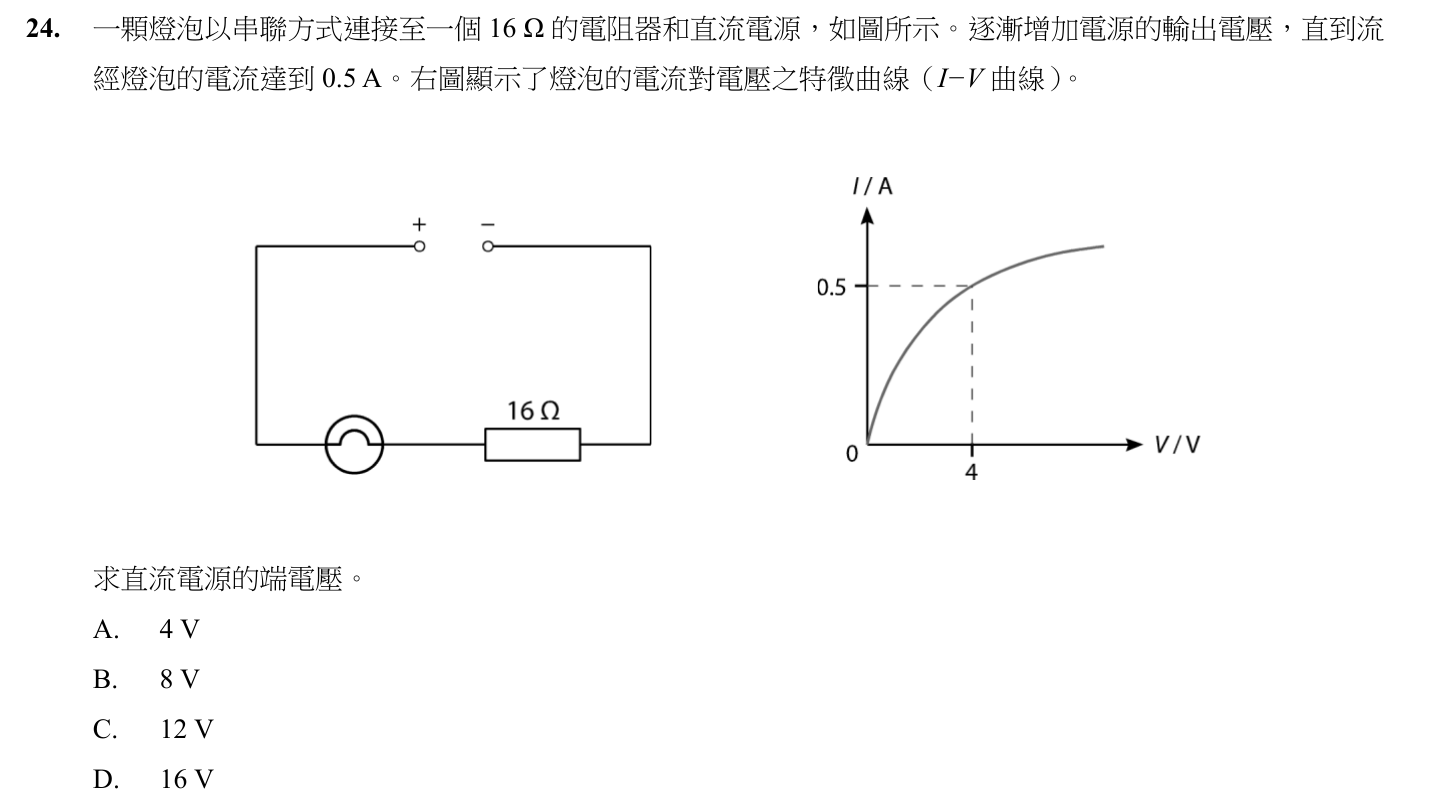 24. 一顆燈泡以串聯方式連接至一個 16 Ω 的電阻器和直流電源，如圖所示。逐漸增加電源的輸出電壓，直到流
經燈泡的電流達到 0.5 A。右圖顯示了燈泡的電流對電壓之特徵曲線（I−V 曲線）。
+ −
16 Ω
I / A
0.5
0
4
V / V
求直流電源的端電壓。
A. 4 V
B. 8 V
C. 12 V
D. 16 V